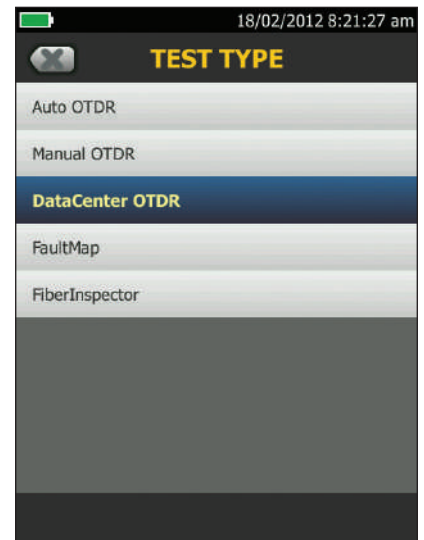 18/02/2012 8:21:27 am
TEST TYPE
Auto OTDR
Manual OTDR
DataCenter OTDR
FaultMap
FiberInspector